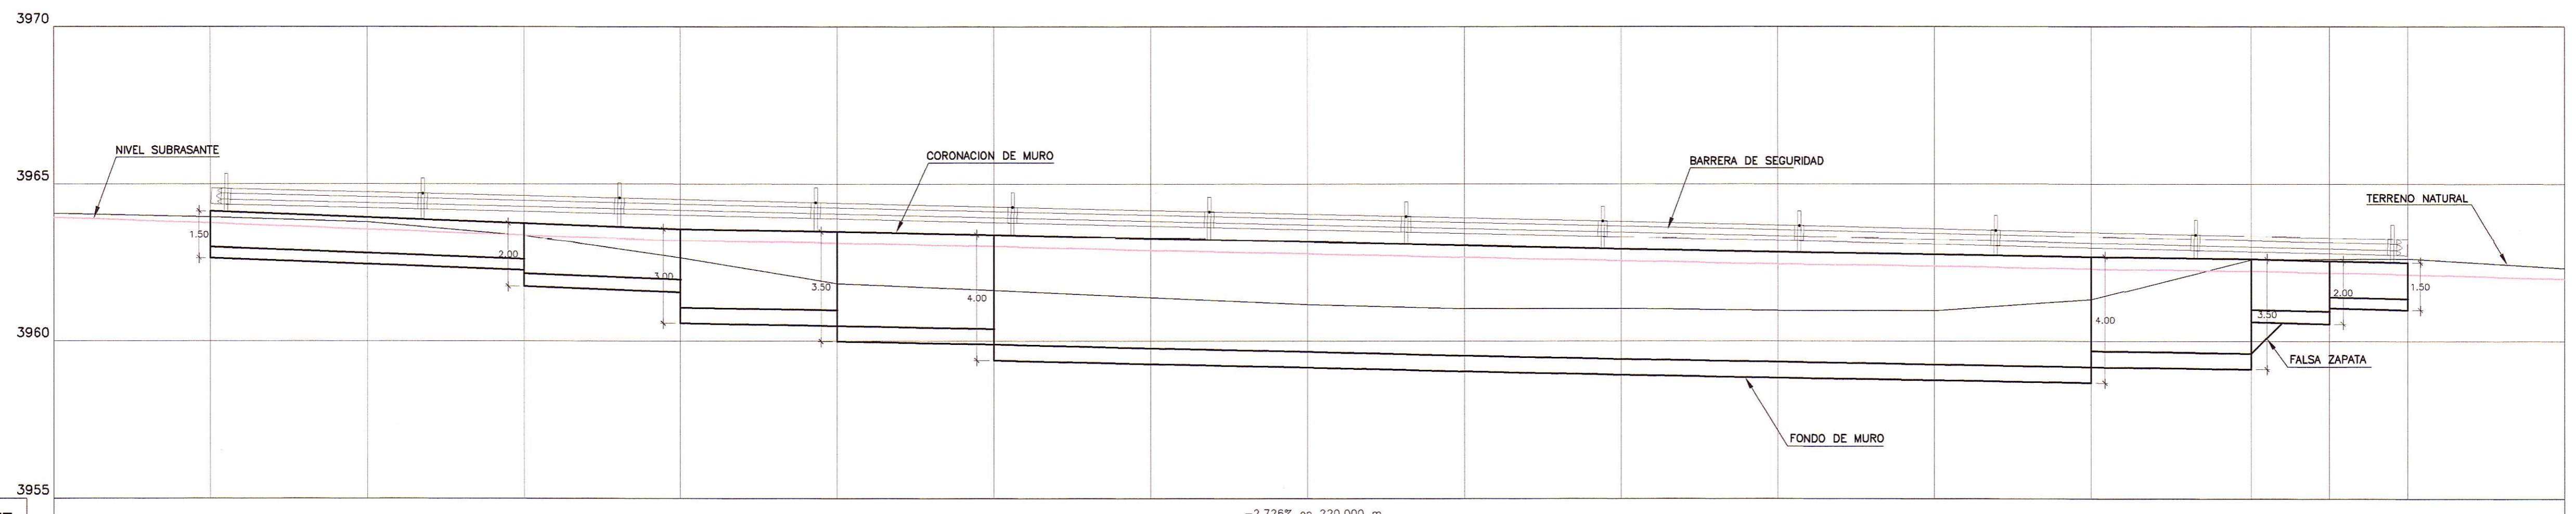 3970
NIVEL SUBRASANTE
CORONACION DE MURO
BARRERA DE SEGURIDAD
3965
TERRENO NATURAL
1.50
2.00
3.00
3.50
4.00
4.00
3.50
2.00
1.50
3960
FALSA ZAPATA
FONDO DE MURO
3955